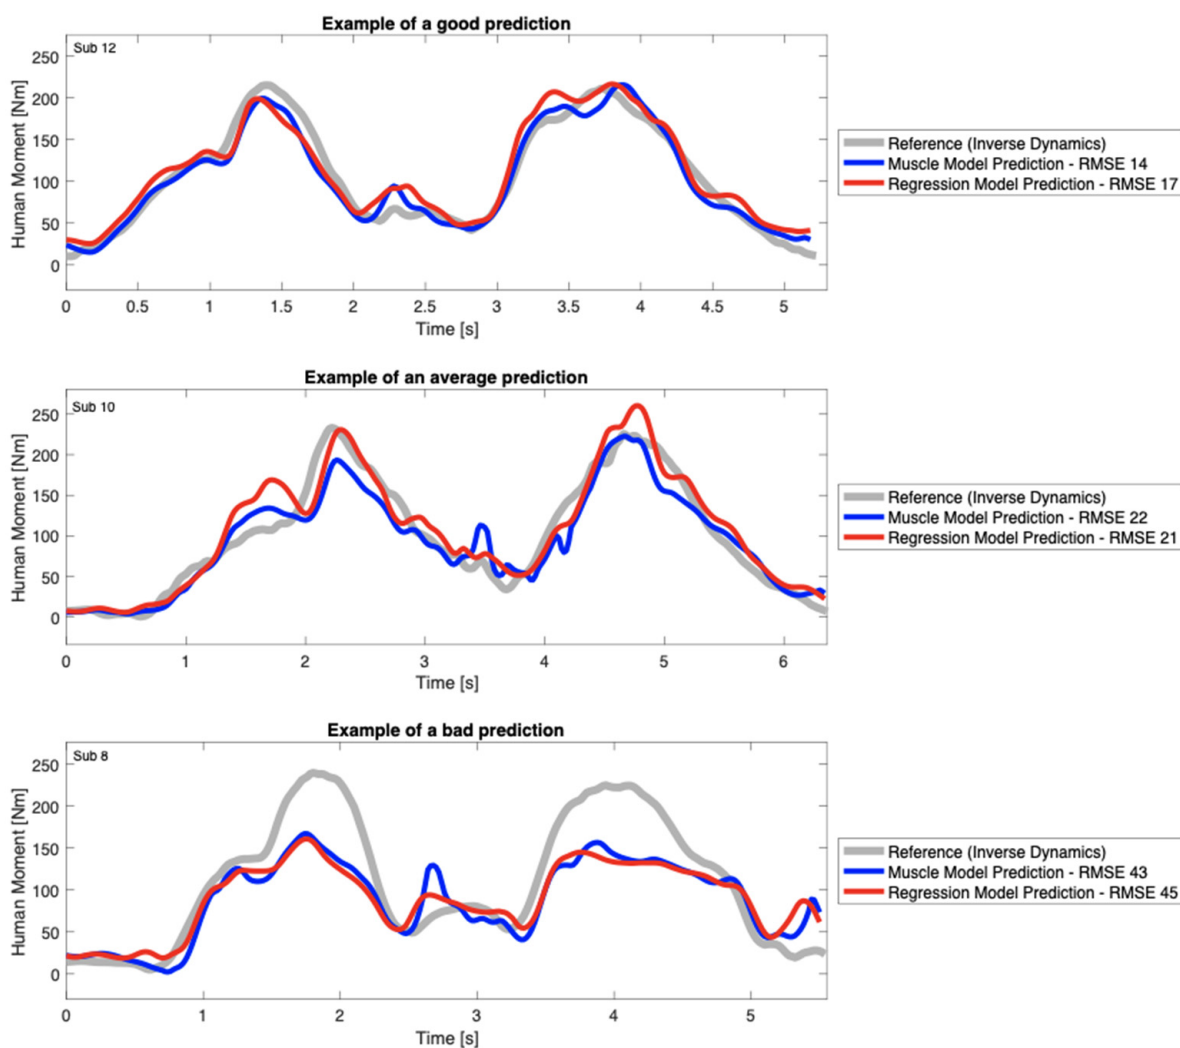 Example of a good prediction
Sub 12
250
200
150
100
50
0
Human Moment [Nm]
0 0.5 1 1.5 2 2.5 3 3.5 4 4.5 5
Time [s]
Reference (Inverse Dynamics)
Muscle Model Prediction - RMSE 14
Regression Model Prediction - RMSE 17
Example of an average prediction
Sub 10
250
200
150
100
50
0
Human Moment [Nm]
0 1 2 3 4 5 6
Time [s]
Reference (Inverse Dynamics)
Muscle Model Prediction - RMSE 22
Regression Model Prediction - RMSE 21
Example of a bad prediction
Sub 8
250
200
150
100
50
0
Human Moment [Nm]
0 1 2 3 4 5
Time [s]
Reference (Inverse Dynamics)
Muscle Model Prediction - RMSE 43
Regression Model Prediction - RMSE 45